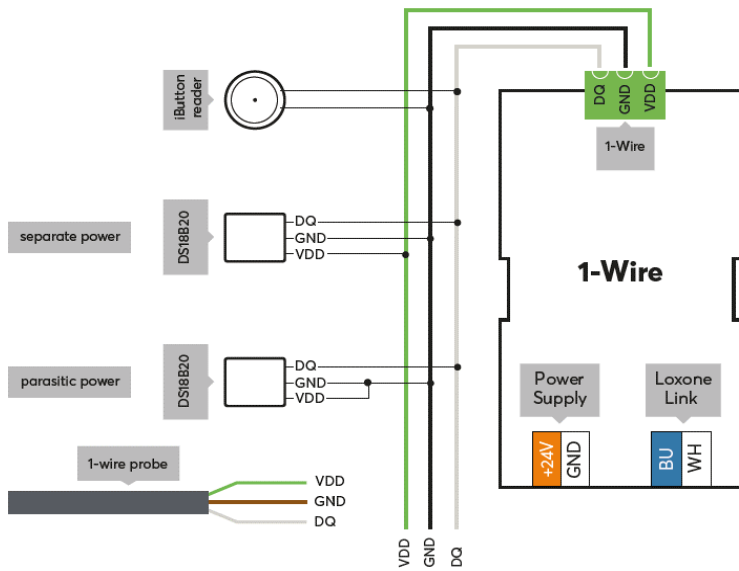 iButton
reader
DQ
GND
VDD
1-Wire
separate power
DS18B20
DQ
GND
VDD
1-Wire
parasitic power
DS18B20
DQ
GND
VDD
Power
Supply
Loxone
Link
+24V
GND
BU
WH
1-wire probe
VDD
GND
DQ
VDD
GND
DQ